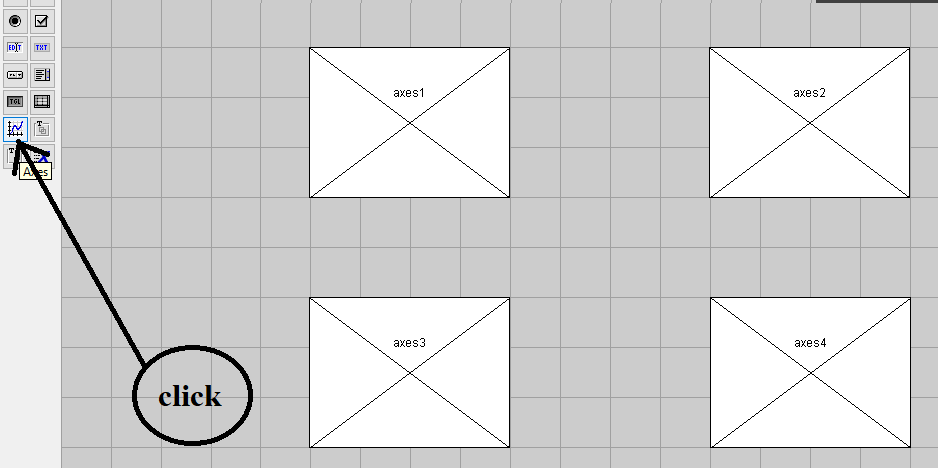 EDIT TXT
TGL
Axes
axes1 axes2
axes3 axes4
click